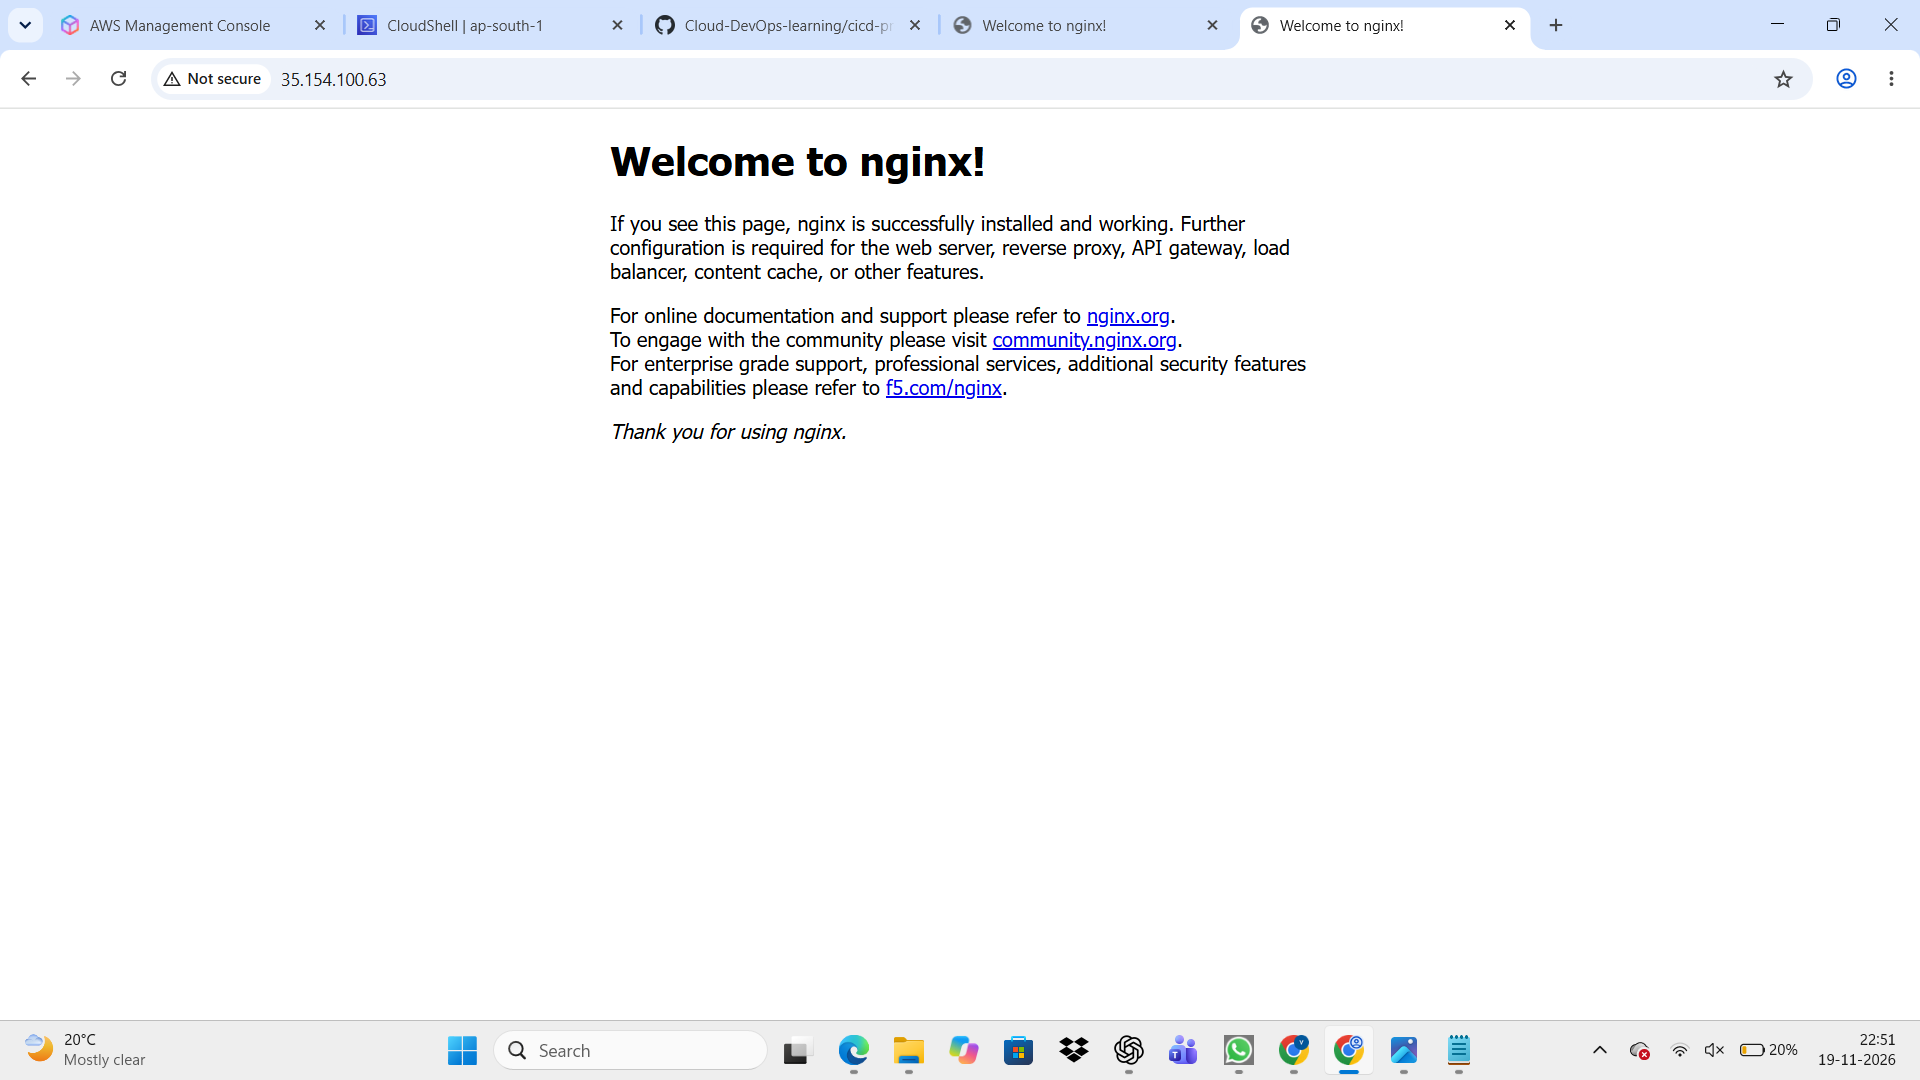 AWS Management Console
CloudShell | ap-south-1
Cloud-DevOps-learning/cicd-pr
Welcome to nginx!
Welcome to nginx!
Not secure
35.154.100.63
Welcome to nginx!
If you see this page, nginx is successfully installed and working. Further
configuration is required for the web server, reverse proxy, API gateway, load
balancer, content cache, or other features.
For online documentation and support please refer to nginx.org.
To engage with the community please visit community.nginx.org.
For enterprise grade support, professional services, additional security features
and capabilities please refer to f5.com/nginx.
Thank you for using nginx.
20°C
Mostly clear
Search
20%
22:51
19-11-2026